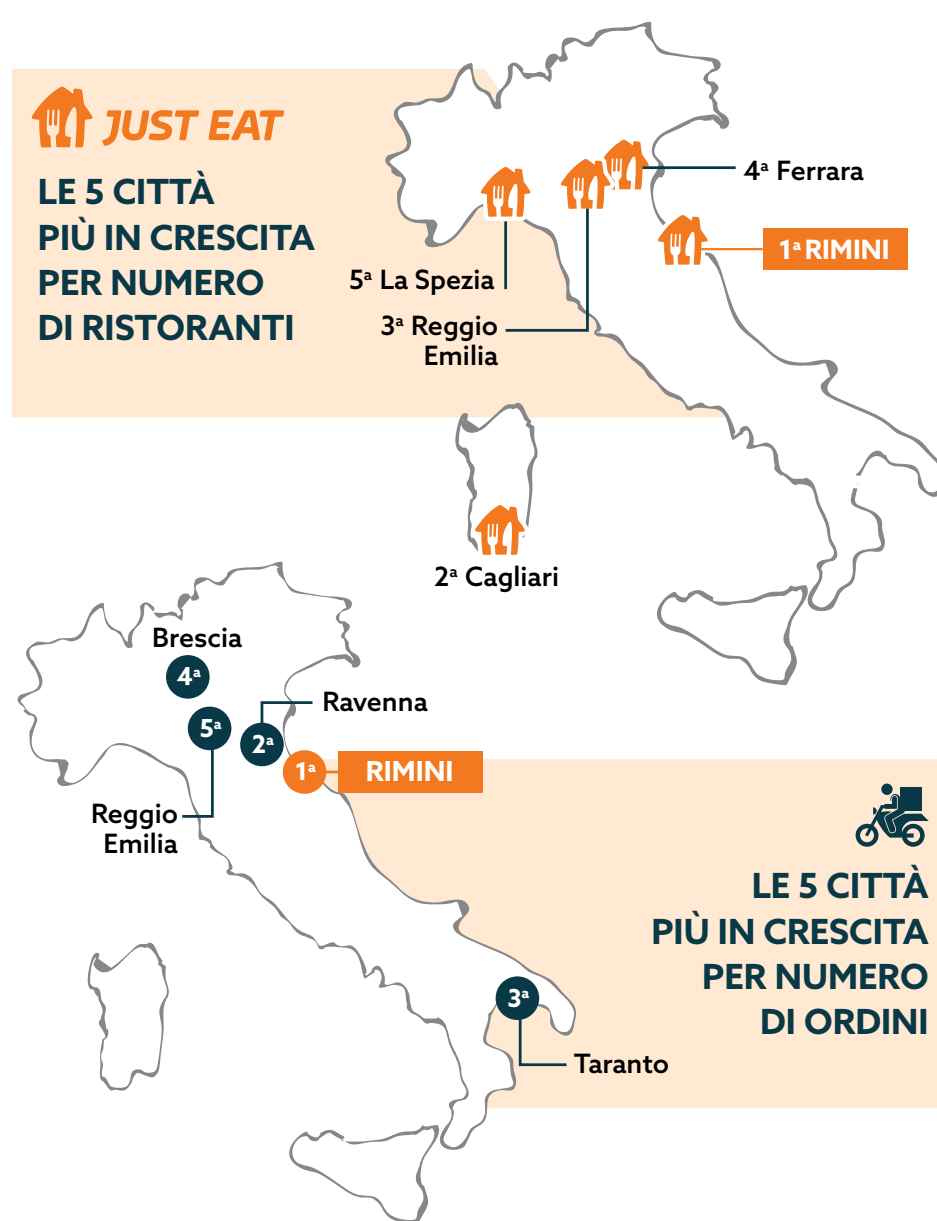 JUST EAT
LE 5 CITTÀ
PIÙ IN CRESCITA
PER NUMERO
DI RISTORANTI
4ª Ferrara
1ª RIMINI
5ª La Spezia
3ª Reggio
Emilia
2ª Cagliari
Brescia
4ª
Ravenna
5ª
2ª
1ª RIMINI
Reggio
Emilia
LE 5 CITTÀ
PIÙ IN CRESCITA
PER NUMERO
DI ORDINI
3ª
Taranto